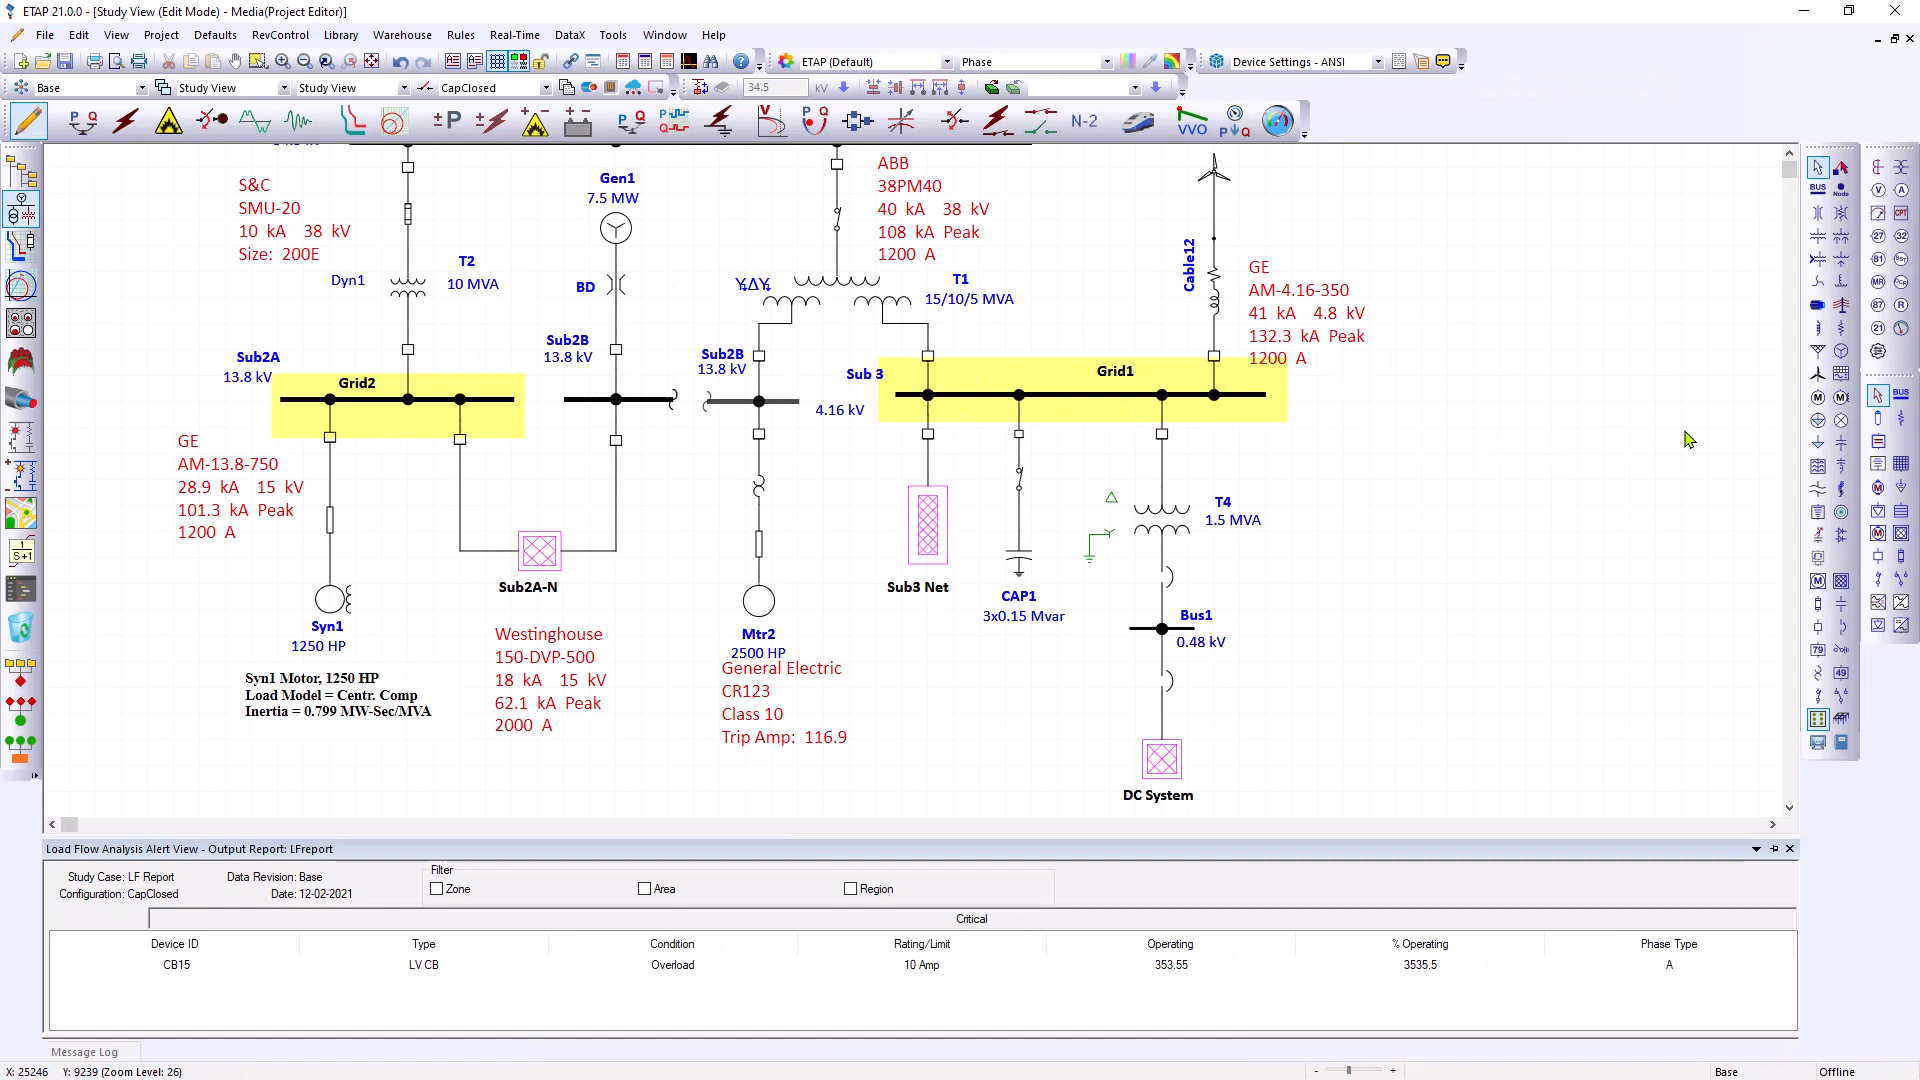 ETAP 21.0.0 - [Study View (Edit Mode) - Media(Project Editor)]
File Edit View Project Defaults RevControl Library Warehouse Rules Real-Time DataX Tools Window Help
ETAP (Default) Phase Device Settings - ANSI
Base Study View Study View CapClosed 34.5 kV
N-2
VVO
S&C
SMU-20
10 kA 38 kV
Size: 200E
Dyn1
T2
10 MVA
Gen1
7.5 MW
BD
ABB
38PM40
40 kA 38 kV
108 kA Peak
1200 A
T1
15/10/5 MVA
Cable12
GE
AM-4.16-350
41 kA 4.8 kV
132.3 kA Peak
1200 A
Sub2A
13.8 kV
Grid2
Sub2B
13.8 kV
Sub2B
13.8 kV
Sub 3
4.16 kV
Grid1
GE
AM-13.8-750
28.9 kA 15 kV
101.3 kA Peak
1200 A
Syn1
1250 HP
Syn1 Motor, 1250 HP
Load Model = Centr. Comp
Inertia = 0.799 MW-Sec/MVA
Sub2A-N
Westinghouse
150-DVP-500
18 kA 15 kV
62.1 kA Peak
2000 A
Mtr2
2500 HP
General Electric
CR123
Class 10
Trip Amp: 116.9
Sub3 Net
CAP1
3x0.15 Mvar
T4
1.5 MVA
Bus1
0.48 kV
DC System
Load Flow Analysis Alert View - Output Report: LFreport
Study Case: LF Report Data Revision: Base
Configuration: CapClosed Date: 12-02-2021
Filter
Zone Area Region
Critical
Device ID Type Condition Rating/Limit Operating % Operating Phase Type
CB15 LV CB Overload 10 Amp 353.55 3535.5 A
Message Log
X: 25246 Y: 9239 (Zoom Level: 26) - + Base Offline